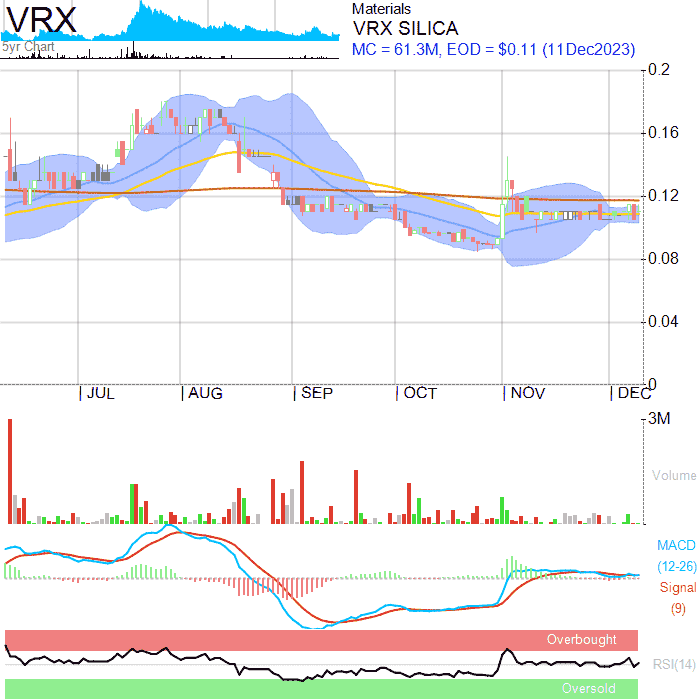 VRX
5yr Chart
Materials
VRX SILICA
MC = 61.3M, EOD = $0.11 (11Dec2023)
0.2
0.16
0.12
0.08
0.04
0
JUL AUG SEP OCT NOV DEC
3M
Volume
MACD
(12-26)
Signal
(9)
Overbought
RSI(14)
Oversold